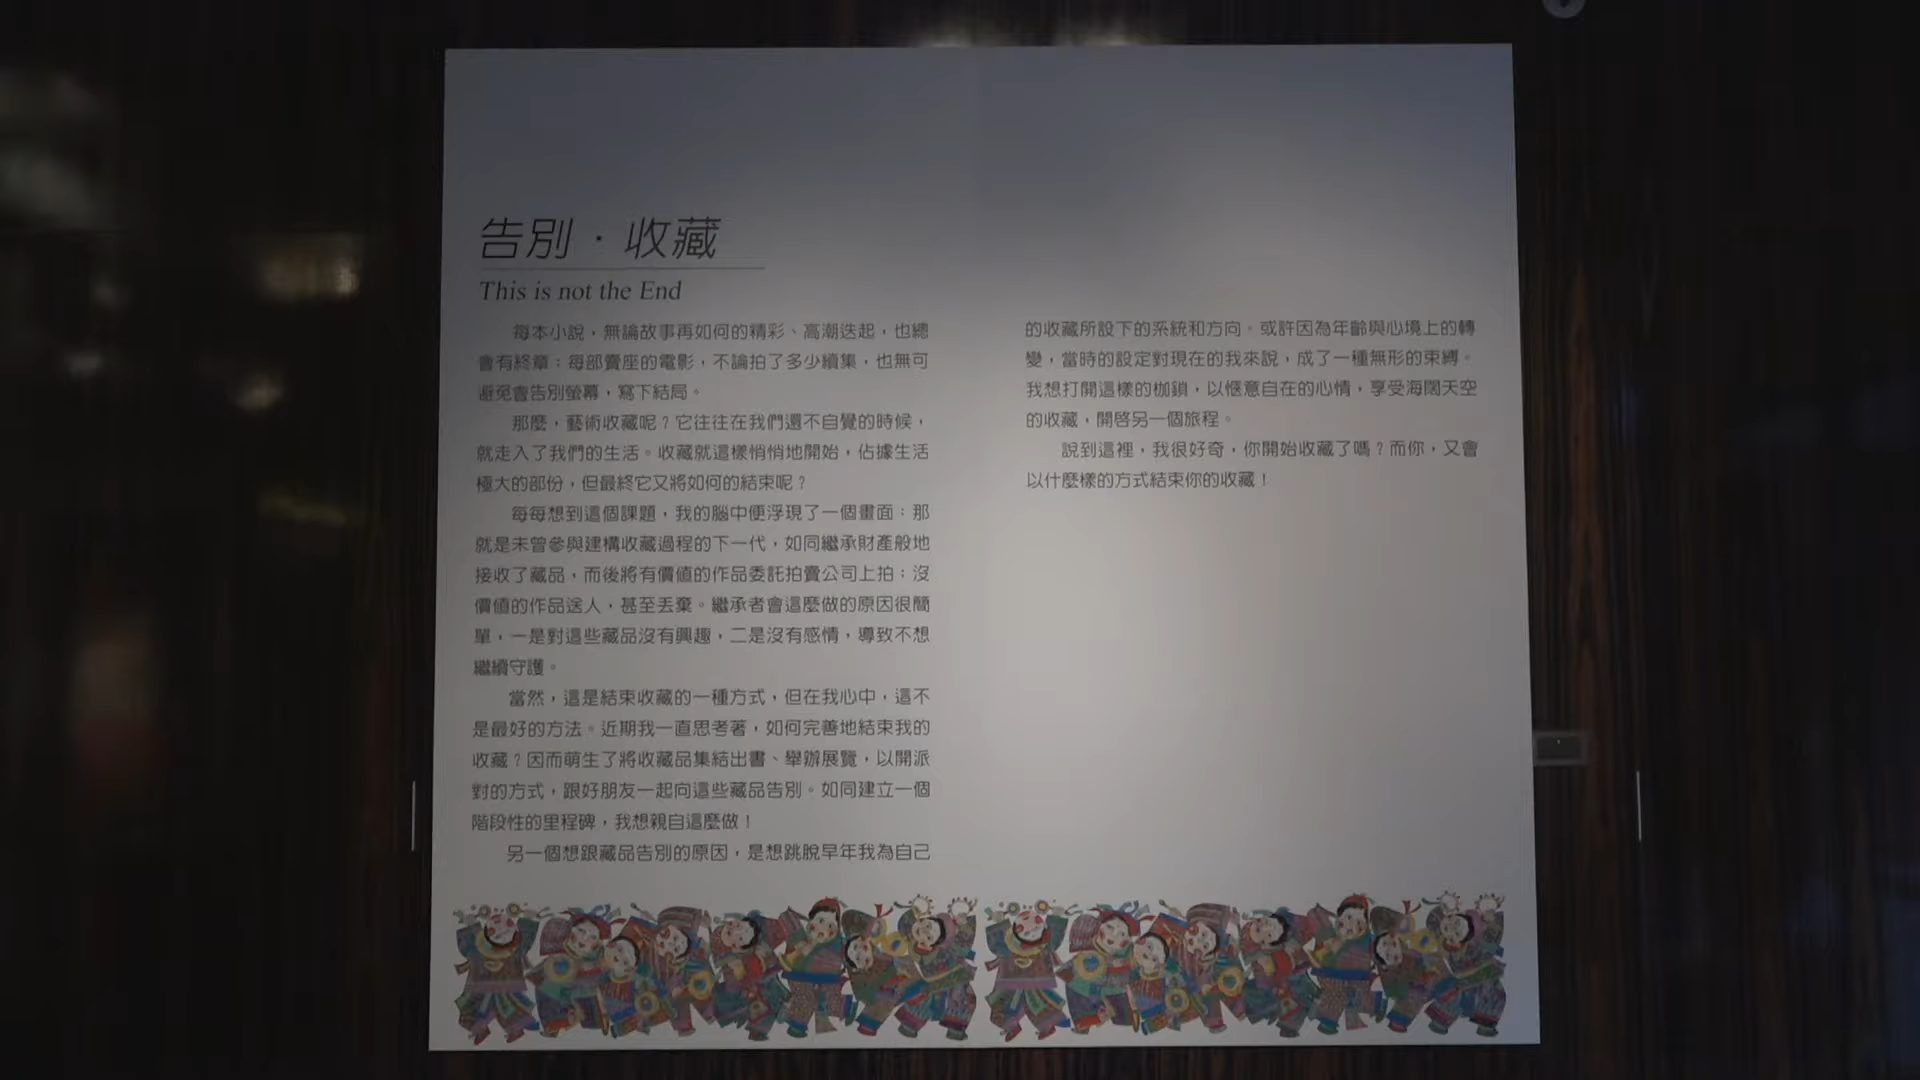 告別．收藏
This is not the End
每本小說，無論故事再如何的精彩、高潮迭起，也總
會有終章；每部賣座的電影，不論拍了多少續集，也無可
避免會告別螢幕，寫下結局。
那麼，藝術收藏呢？它往往在我們還不自覺的時候，
就走入了我們的生活。收藏就這樣悄悄地開始，佔據生活
極大的部份，但最終它又將如何的結束呢？
每每想到這個課題，我的腦中便浮現了一個畫面：那
就是未曾參與建構收藏過程的下一代，如同繼承財產般地
接收了藏品，而後將有價值的作品委託拍賣公司上拍；沒
價值的作品送人，甚至丟棄。繼承者會這麼做的原因很簡
單，一是對這些藏品沒有興趣，二是沒有感情，導致不想
繼續守護。
當然，這是結束收藏的一種方式，但在我心中，這不
是最好的方法。近期我一直思考著，如何完善地結束我的
收藏？因而萌生了將收藏品集結出書、舉辦展覽，以開派
對的方式，跟好朋友一起向這些藏品告別。如同建立一個
階段性的里程碑，我想親自這麼做！
另一個想跟藏品告別的原因，是想跳脫早年我為自己
的收藏所設下的系統和方向。或許因為年齡與心境上的轉
變，當時的設定對現在的我來說，成了一種無形的束縛。
我想打開這樣的枷鎖，以愜意自在的心情，享受海闊天空
的收藏，開啓另一個旅程。
說到這裡，我很好奇，你開始收藏了嗎？而你，又會
以什麼樣的方式結束你的收藏！